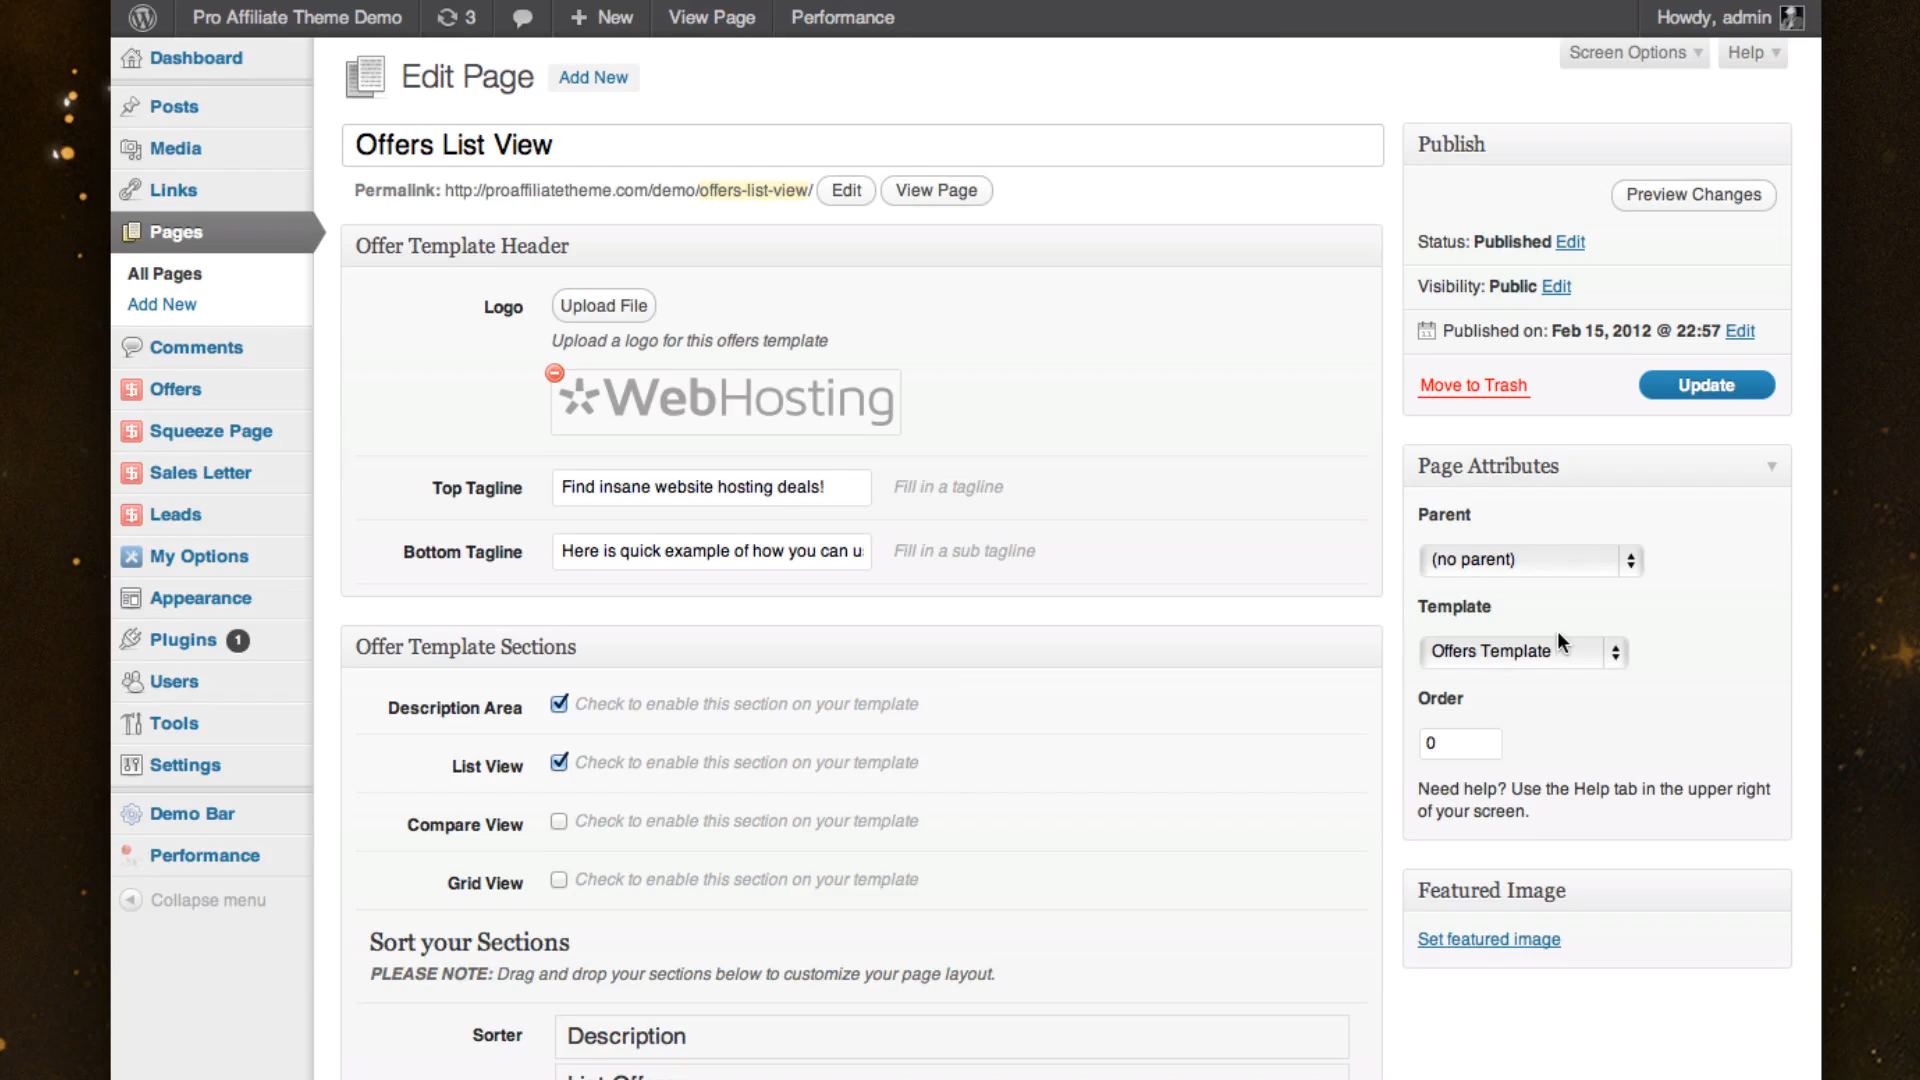 Pro Affiliate Theme Demo 3 New View Page Performance Howdy, admin
Dashboard
Posts
Media
Links
Pages
All Pages
Add New
Comments
Offers
Squeeze Page
Sales Letter
Leads
My Options
Appearance
Plugins 1
Users
Tools
Settings
Demo Bar
Performance
Collapse menu
Screen Options Help
Edit Page Add New
Offers List View
Permalink: http://proaffiliatetheme.com/demo/offers-list-view/ Edit View Page
Offer Template Header
Logo Upload File
Upload a logo for this offers template
WebHosting
Top Tagline Find insane website hosting deals! Fill in a tagline
Bottom Tagline Here is quick example of how you can Fill in a sub tagline
Offer Template Sections
Description Area Check to enable this section on your template
List View Check to enable this section on your template
Compare View Check to enable this section on your template
Grid View Check to enable this section on your template
Sort your Sections
PLEASE NOTE: Drag and drop your sections below to customize your page layout.
Sorter Description
Publish
Preview Changes
Status: Published Edit
Visibility: Public Edit
Published on: Feb 15, 2012 @ 22:57 Edit
Move to Trash Update
Page Attributes
Parent
(no parent)
Template
Offers Template
Order
0
Need help? Use the Help tab in the upper right
of your screen.
Featured Image
Set featured image